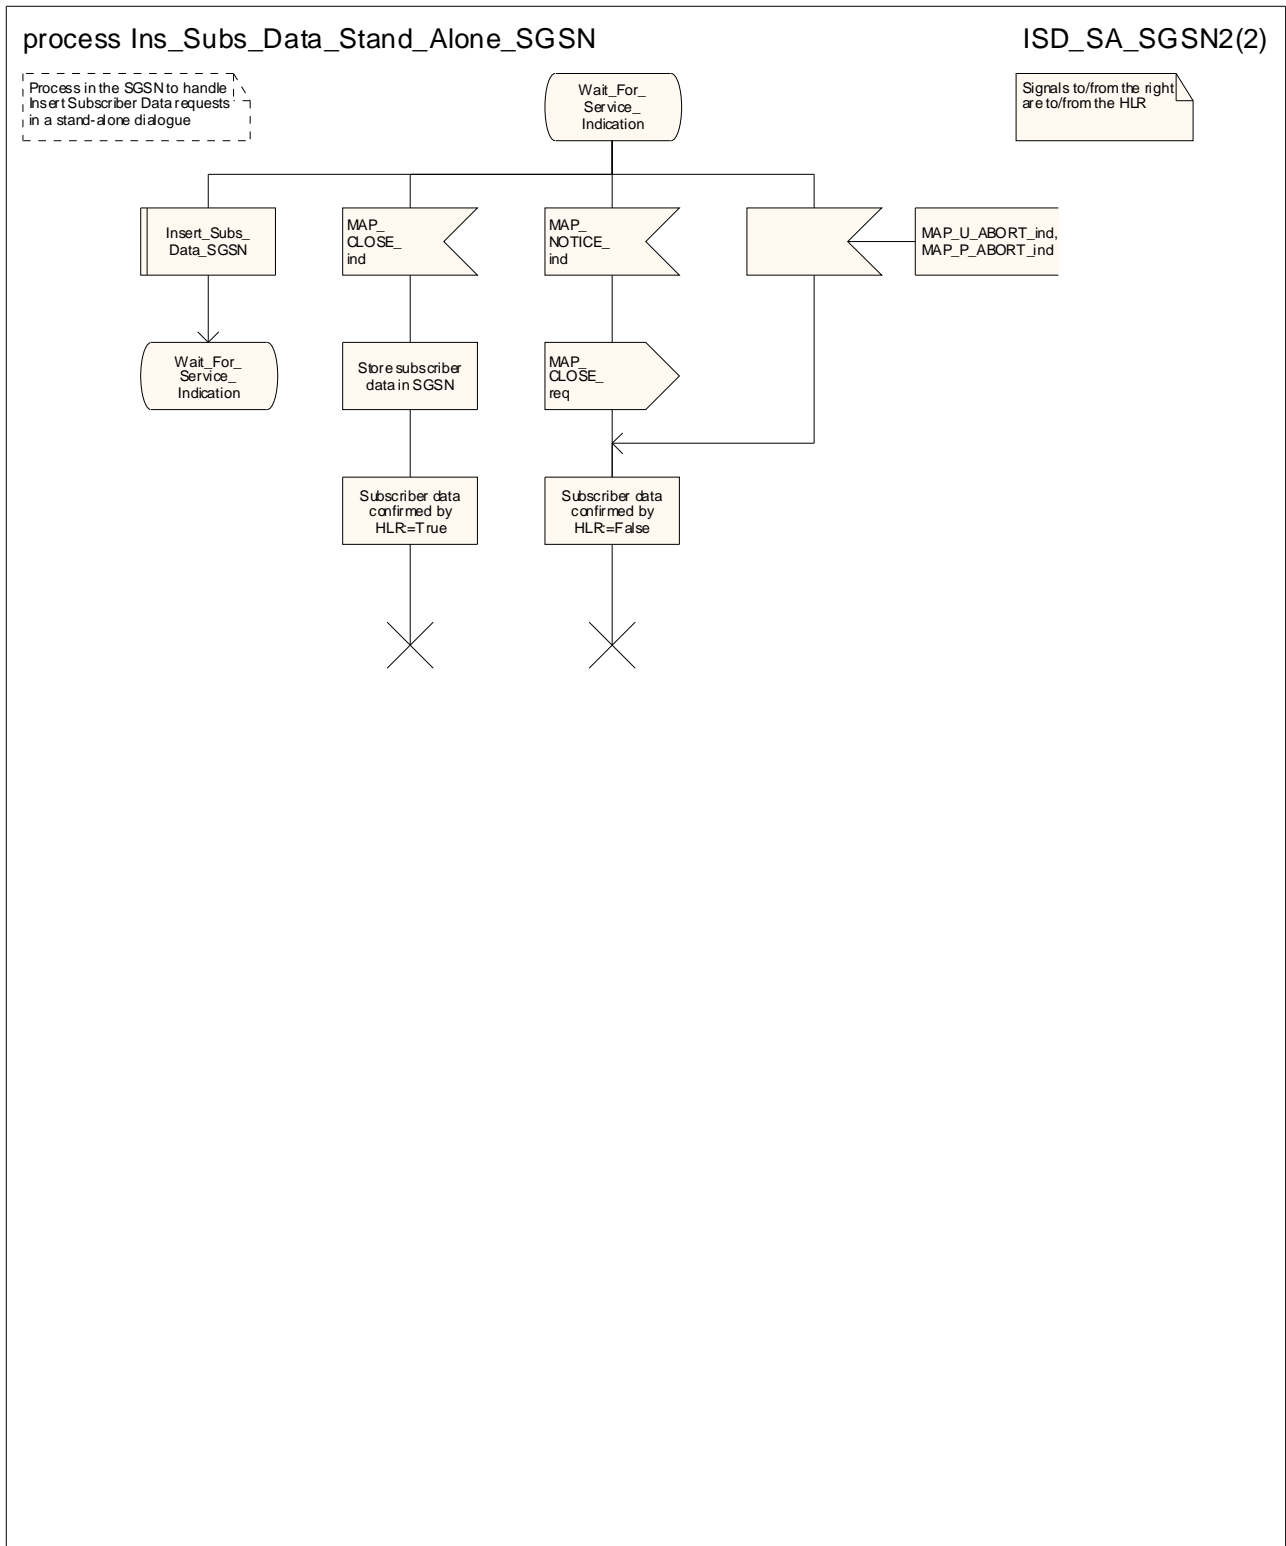 process Ins_Subs_Data_Stand_Alone_SGSN
ISD_SA_SGSN2(2)
Process in the SGSN to handle
Insert Subscriber Data requests
in a stand-alone dialogue
Wait_For_
Service_
Indication
Signals to/from the right
are to/from the HLR
Insert_Subs_
Data_SGSN
MAP_
CLOSE_
ind
MAP_
NOTICE_
ind
MAP_U_ABORT_ind,
MAP_P_ABORT_ind
Wait_For_
Service_
Indication
Store subscriber
data in SGSN
MAP_
CLOSE_
req
Subscriber data
confirmed by
HLR:=True
Subscriber data
confirmed by
HLR:=False